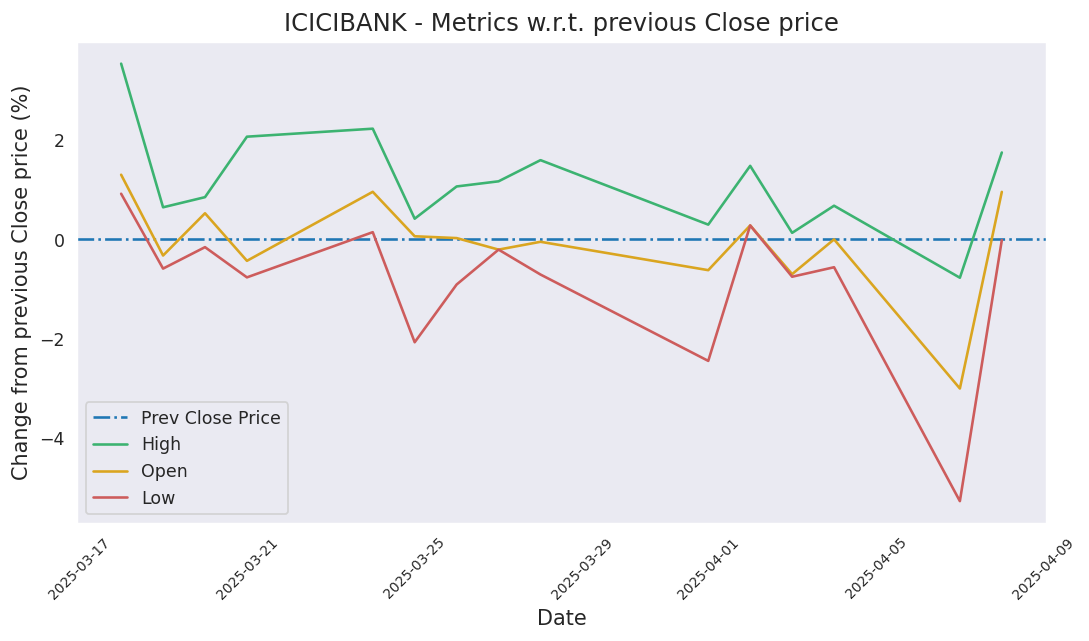 ICICIBANK - Metrics w.r.t. previous Close price
Change from previous Close price (%)
2
0
−2
−4
Prev Close Price
High
Open
Low
2025-03-17
2025-03-21
2025-03-25
2025-03-29
2025-04-01
2025-04-05
2025-04-09
Date